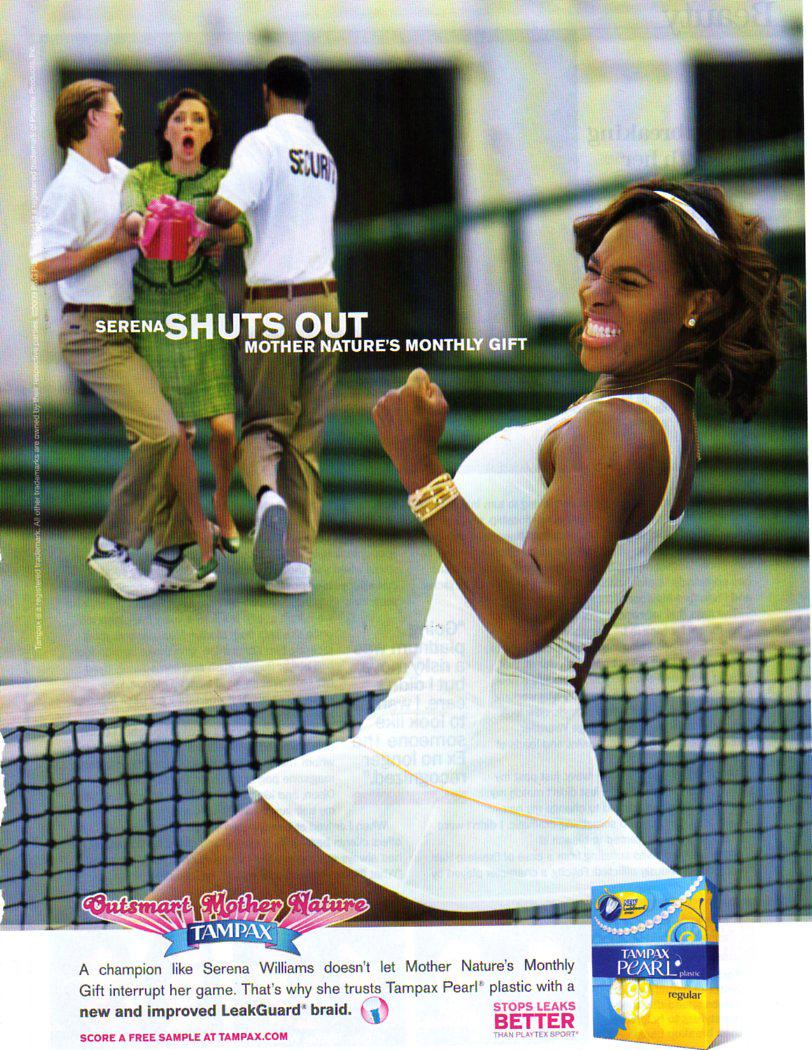 SECURI
SERENA SHUTS OUT
MOTHER NATURE'S MONTHLY GIFT
Outsmart Mother Nature
TAMPAX
A champion like Serena Williams doesn't let Mother Nature's Monthly
Gift interrupt her game. That's why she trusts Tampax Pearl® plastic with a
new and improved LeakGuard® braid.
SCORE A FREE SAMPLE AT TAMPAX.COM
STOPS LEAKS
BETTER
THAN PLAYTEX SPORT®
TAMPAX
PEARL® plastic
regular
Tampax is a registered trademark. All other trademarks are owned by their respective parties.